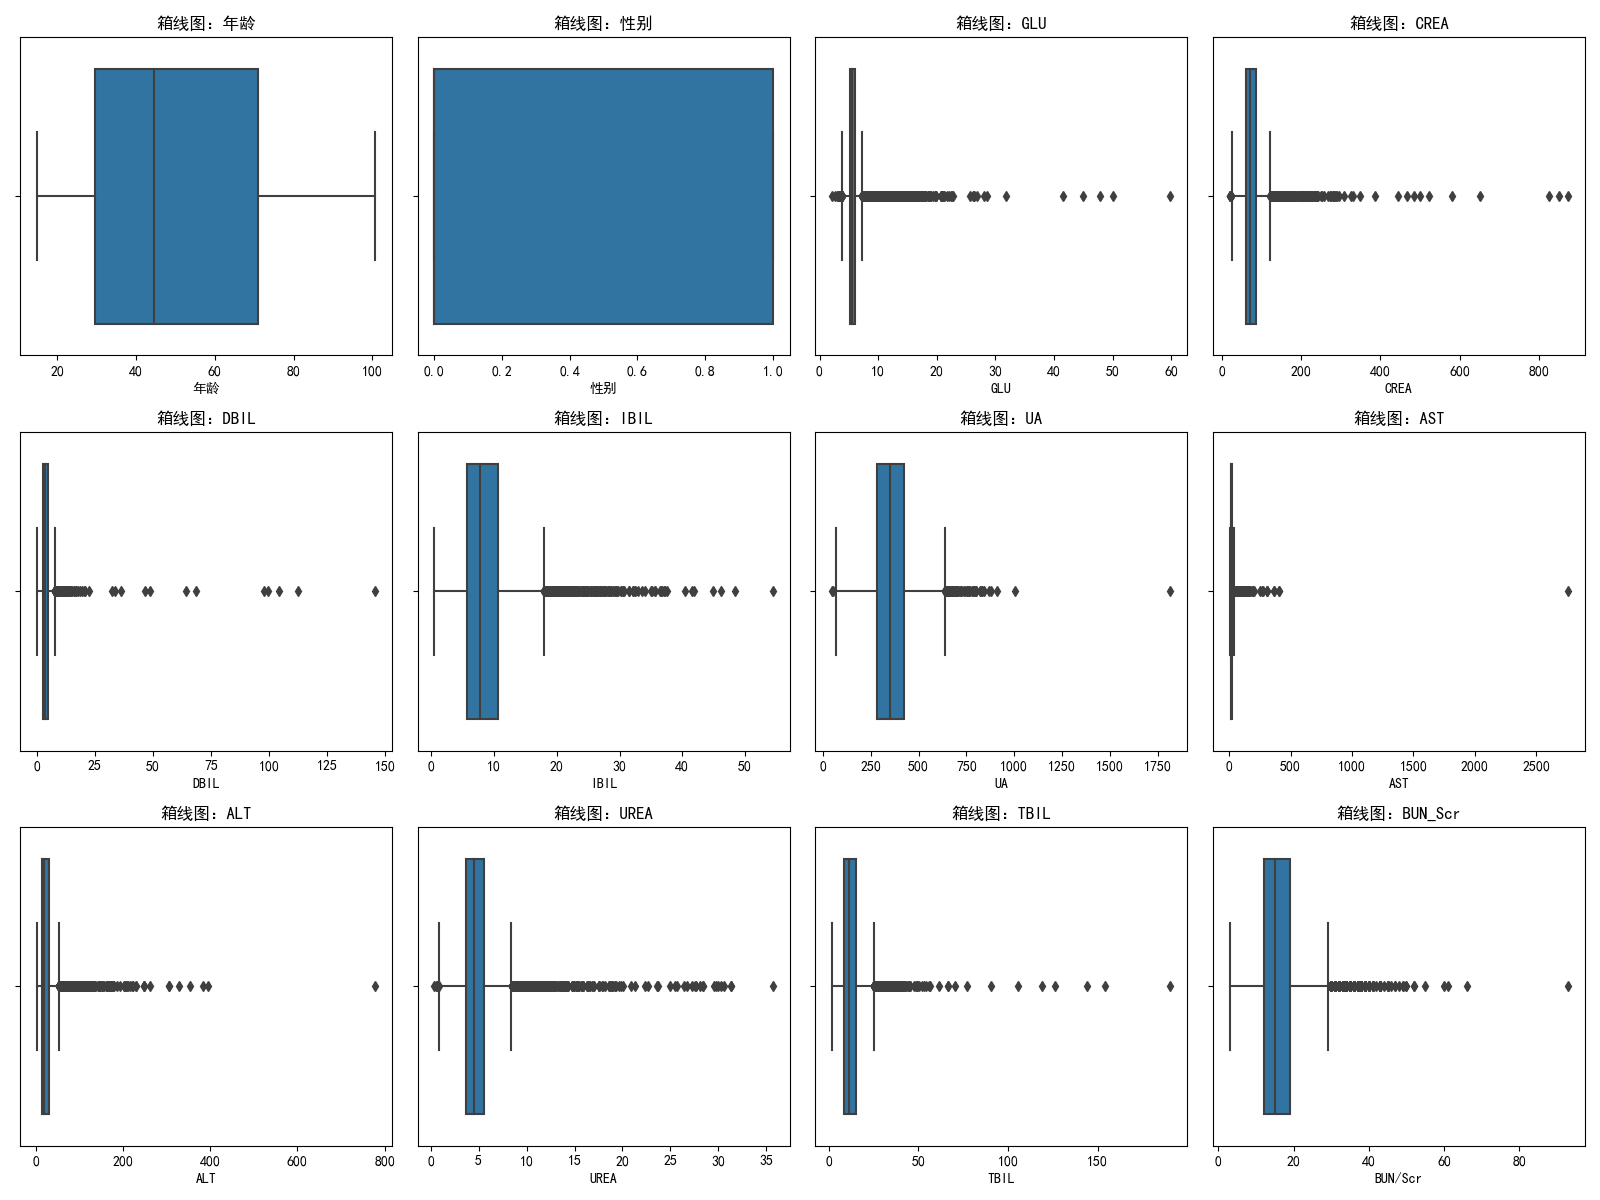 箱线图: 年龄
箱线图: 性别
箱线图: GLU
箱线图: CREA
20 40 60 80 100
0.0 0.2 0.4 0.6 0.8 1.0
0 10 20 30 40 50 60
0 200 400 600 800
年龄
性别
GLU
CREA
箱线图: DBIL
箱线图: IBIL
箱线图: UA
箱线图: AST
0 25 50 75 100 125 150
0 10 20 30 40 50
0 250 500 750 1000 1250 1500 1750
0 500 1000 1500 2000 2500
DBIL
IBIL
UA
AST
箱线图: ALT
箱线图: UREA
箱线图: TBIL
箱线图: BUN_Scr
0 200 400 600 800
0 5 10 15 20 25 30 35
0 50 100 150
0 20 40 60 80
ALT
UREA
TBIL
BUN/Scr